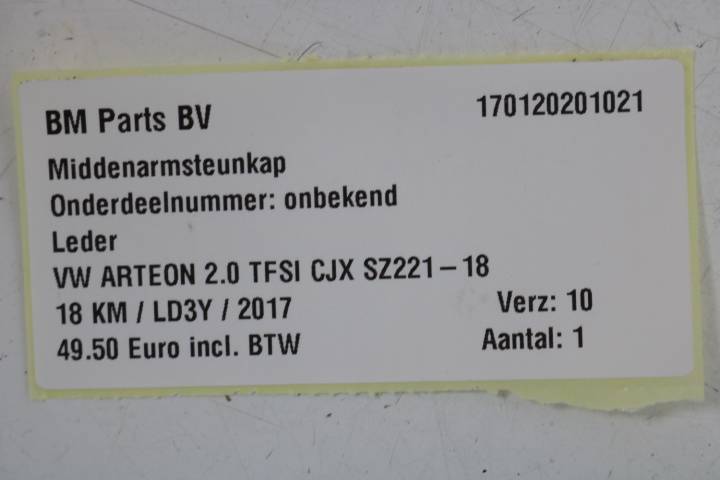 BM Parts BV 170120201021
Middenarmsteunkap
Onderdeelnummer: onbekend
Leder
VW ARTEON 2.0 TFSI CJX SZ221-18
18 KM / LD3Y / 2017 Verz: 10
49.50 Euro incl. BTW Aantal: 1